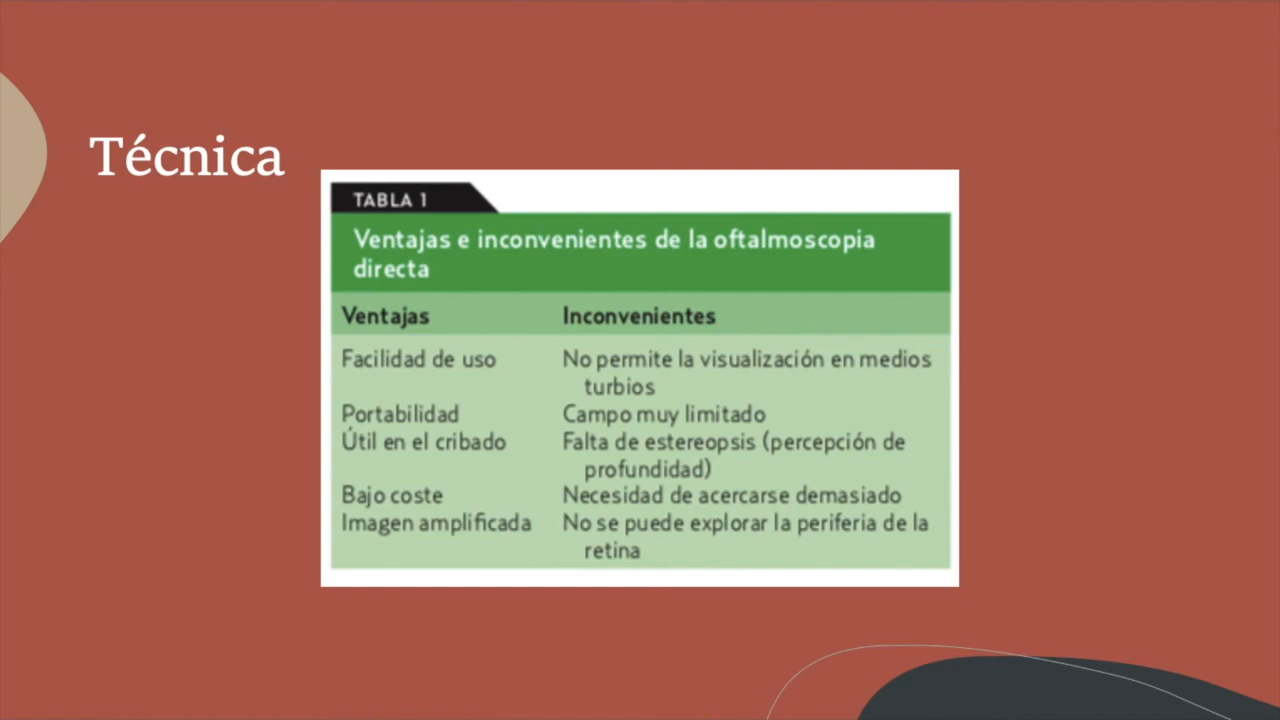 Técnica
TABLA 1
Ventajas e inconvenientes de la oftalmoscopia
directa
Ventajas Inconvenientes
Facilidad de uso No permite la visualización en medios
turbios
Portabilidad Campo muy limitado
Útil en el cribado Falta de estereopsis (percepción de
profundidad)
Bajo coste Necesidad de acercarse demasiado
Imagen amplificada No se puede explorar la periferia de la
retina